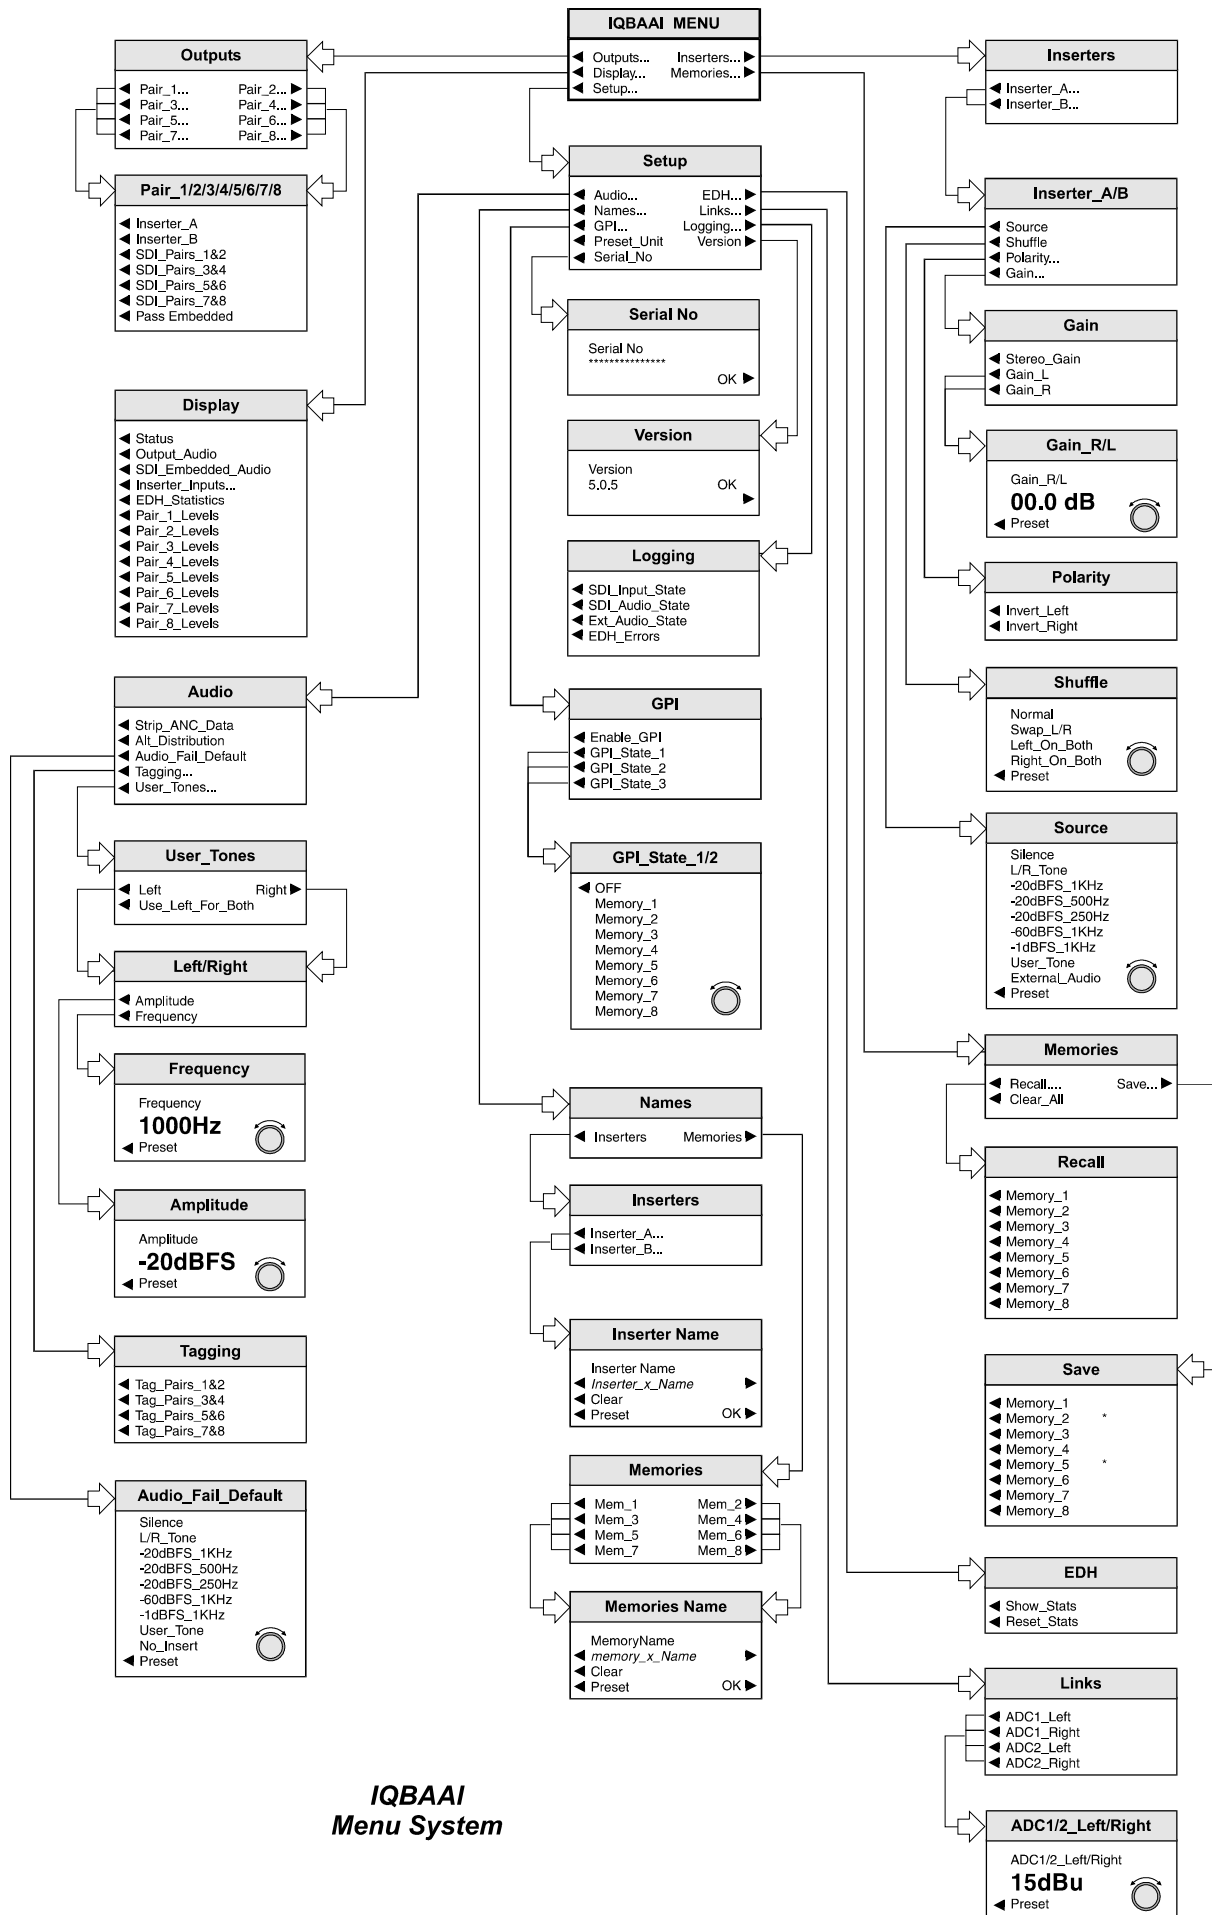 IQBAAI MENU
Outputs... Inserters...
Display... Memories...
Setup...
Outputs
Pair_1... Pair_2...
Pair_3... Pair_4...
Pair_5... Pair_6...
Pair_7... Pair_8...
Pair_1/2/3/4/5/6/7/8
Inserter_A
Inserter_B
SDI_Pairs_1&2
SDI_Pairs_3&4
SDI_Pairs_5&6
SDI_Pairs_7&8
Pass Embedded
Display
Status
Output_Audio
SDI_Embedded_Audio
Inserter_Inputs...
EDH_Statistics
Pair_1_Levels
Pair_2_Levels
Pair_3_Levels
Pair_4_Levels
Pair_5_Levels
Pair_6_Levels
Pair_7_Levels
Pair_8_Levels
Audio
Strip_ANC_Data
Alt_Distribution
Audio_Fail_Default
Tagging...
User_Tones...
User_Tones
Left Right
Use_Left_For_Both
Left/Right
Amplitude
Frequency
Frequency
Frequency
1000Hz
Preset
Amplitude
Amplitude
-20dBFS
Preset
Tagging
Tag_Pairs_1&2
Tag_Pairs_3&4
Tag_Pairs_5&6
Tag_Pairs_7&8
Audio_Fail_Default
Silence
L/R_Tone
-20dBFS_1KHz
-20dBFS_500Hz
-20dBFS_250Hz
-60dBFS_1KHz
-1dBFS_1KHz
User_Tone
No_Insert
Preset
Setup
Audio... EDH...
Names... Links...
GPI... Logging...
Preset_Unit Version
Serial_No
Serial No
Serial No
***************
OK
Version
Version
5.0.5 OK
Logging
SDI_Input_State
SDI_Audio_State
Ext_Audio_State
EDH_Errors
GPI
Enable_GPI
GPI_State_1
GPI_State_2
GPI_State_3
GPI_State_1/2
OFF
Memory_1
Memory_2
Memory_3
Memory_4
Memory_5
Memory_6
Memory_7
Memory_8
Names
Inserters Memories
Inserters
Inserter_A...
Inserter_B...
Inserter Name
Inserter Name
Inserter_x_Name
Clear
Preset OK
Memories
Mem_1 Mem_2
Mem_3 Mem_4
Mem_5 Mem_6
Mem_7 Mem_8
Memories Name
MemoryName
memory_x_Name
Clear
Preset OK
Inserters
Inserter_A...
Inserter_B...
Inserter_A/B
Source
Shuffle
Polarity...
Gain...
Gain
Stereo_Gain
Gain_L
Gain_R
Gain_R/L
Gain_R/L
00.0 dB
Preset
Polarity
Invert_Left
Invert_Right
Shuffle
Normal
Swap_L/R
Left_On_Both
Right_On_Both
Preset
Source
Silence
L/R_Tone
-20dBFS_1KHz
-20dBFS_500Hz
-20dBFS_250Hz
-60dBFS_1KHz
-1dBFS_1KHz
User_Tone
External_Audio
Preset
Memories
Recall.... Save...
Clear_All
Recall
Memory_1
Memory_2
Memory_3
Memory_4
Memory_5
Memory_6
Memory_7
Memory_8
Save
Memory_1
Memory_2 *
Memory_3
Memory_4
Memory_5 *
Memory_6
Memory_7
Memory_8
EDH
Show_Stats
Reset_Stats
Links
ADC1_Left
ADC1_Right
ADC2_Left
ADC2_Right
ADC1/2_Left/Right
ADC1/2_Left/Right
15dBu
Preset
IQBAAI
Menu System